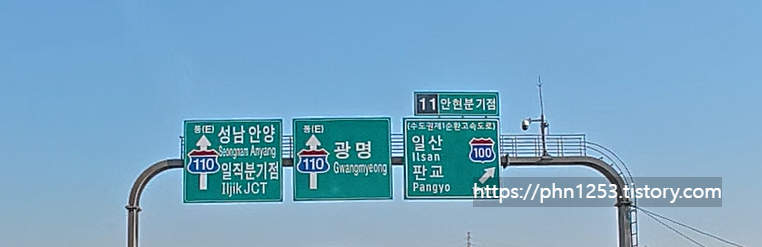 동(E)
성남 안양
Seongnam Anyang
110
일직분기점
Iljik JCT
동(E)
광명
110
Gwangmyeong
11 안현분기점
(수도권제1순환고속도로)
일산
Ilsan
100
판교
Pangyo
https://phn1253.tistory.com